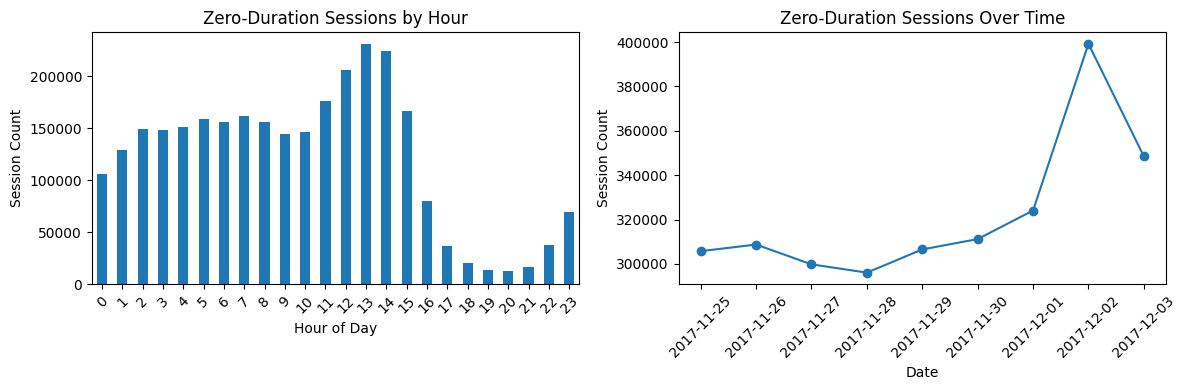 Zero-Duration Sessions by Hour
Session Count
200000
150000
100000
50000
0
0 1 2 3 4 5 6 7 8 9 10 11 12 13 14 15 16 17 18 19 20 21 22 23
Hour of Day
Zero-Duration Sessions Over Time
Session Count
400000
380000
360000
340000
320000
300000
2017-11-25 2017-11-26 2017-11-27 2017-11-28 2017-11-29 2017-11-30 2017-12-01 2017-12-02 2017-12-03
Date